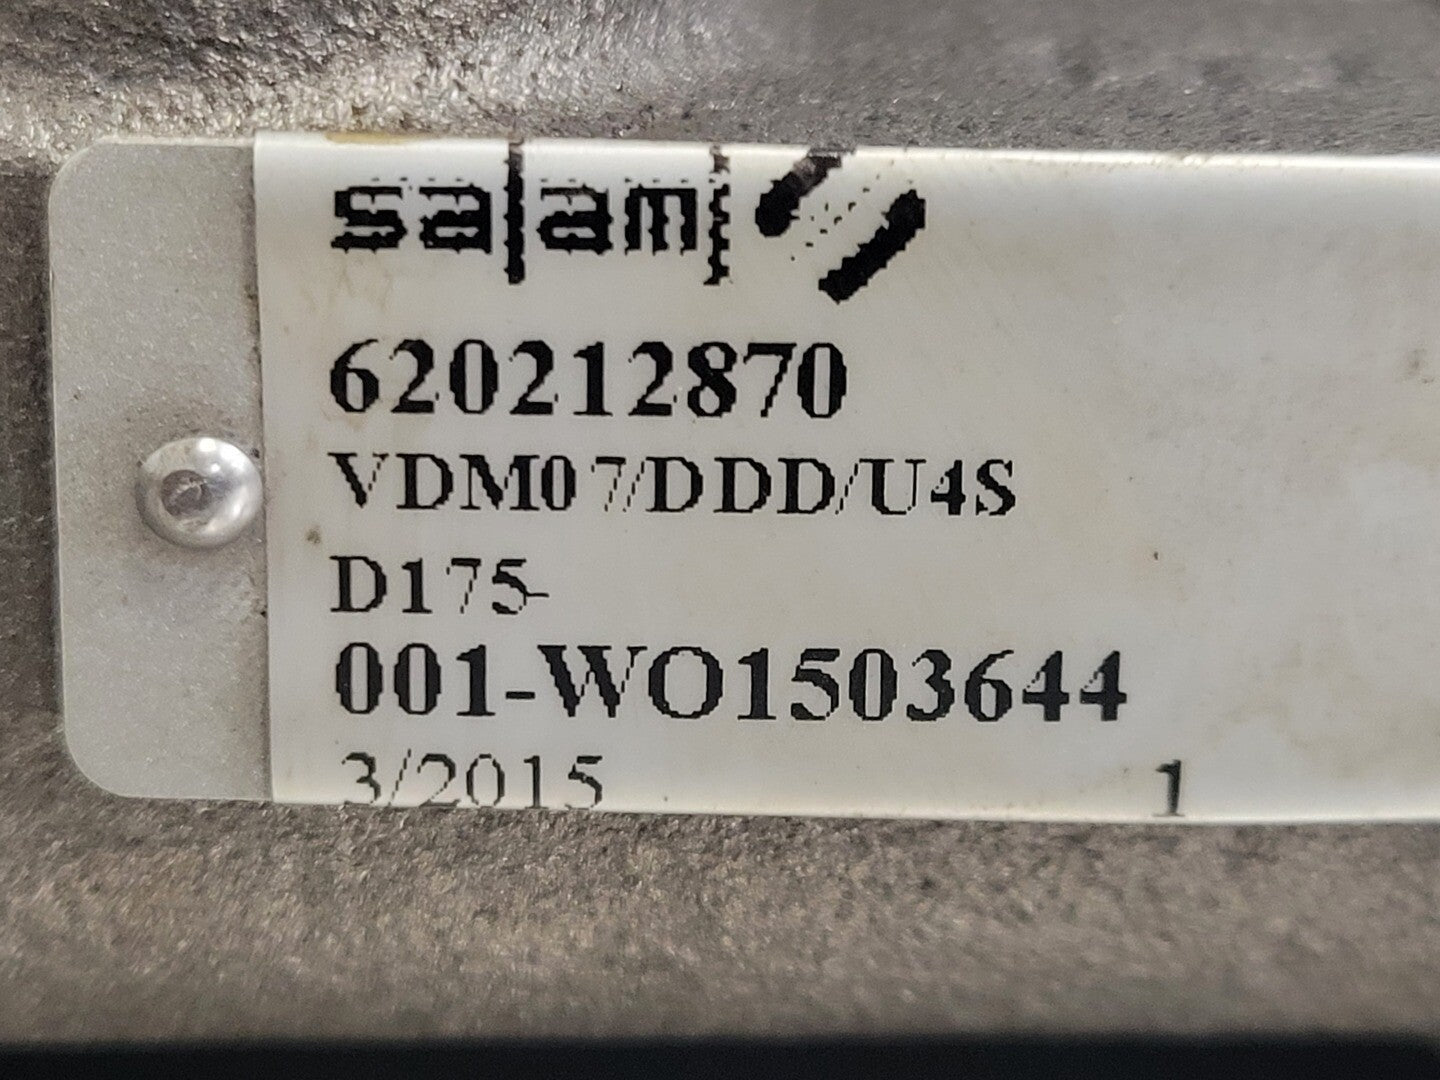 salami
620212870
VDM07/DDD/U4S
D175-
001-WO1503644
3/2015 1